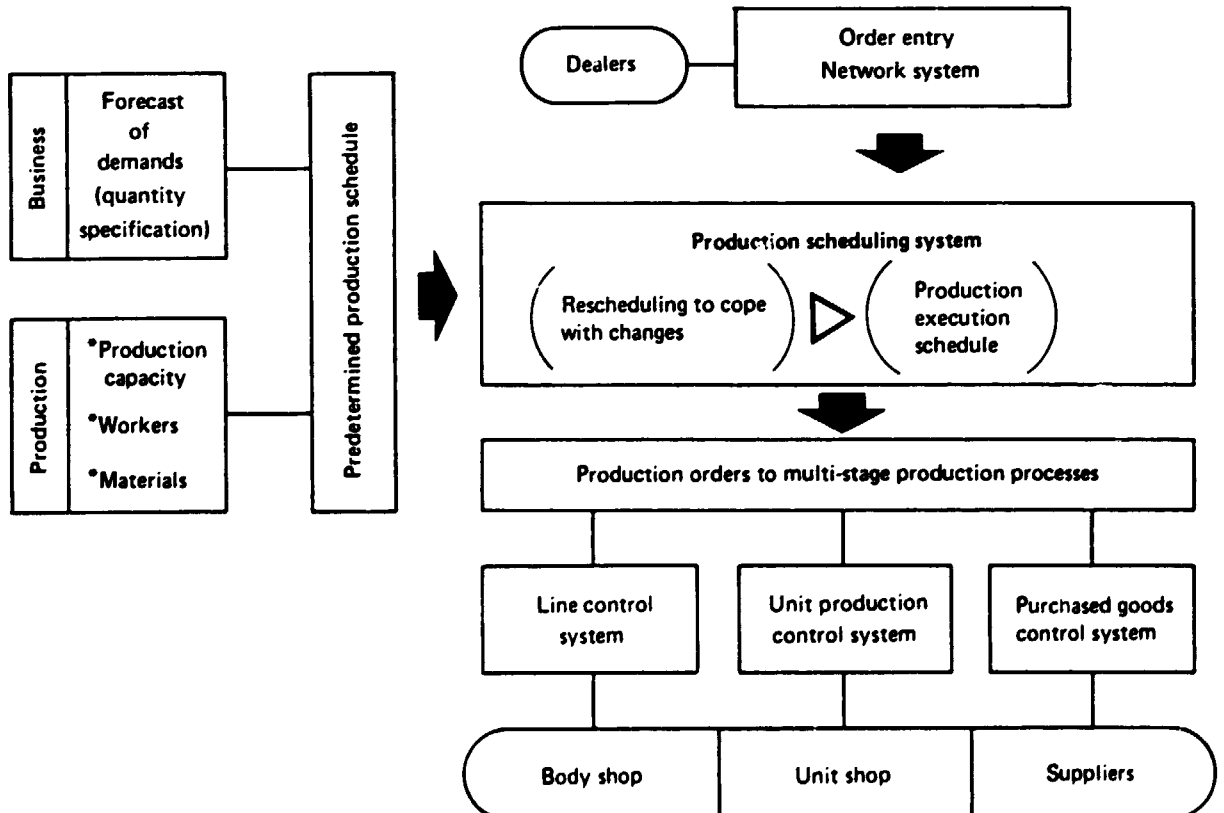 Business
Forecast
of
demands
(quantity
specification)
Production
*Production
capacity
*Workers
*Materials
Predetermined production schedule
Dealers
Order entry
Network system
Production scheduling system
Rescheduling to cope
with changes
Production
execution
schedule
Production orders to multi-stage production processes
Line control
system
Unit production
control system
Purchased goods
control system
Body shop
Unit shop
Suppliers